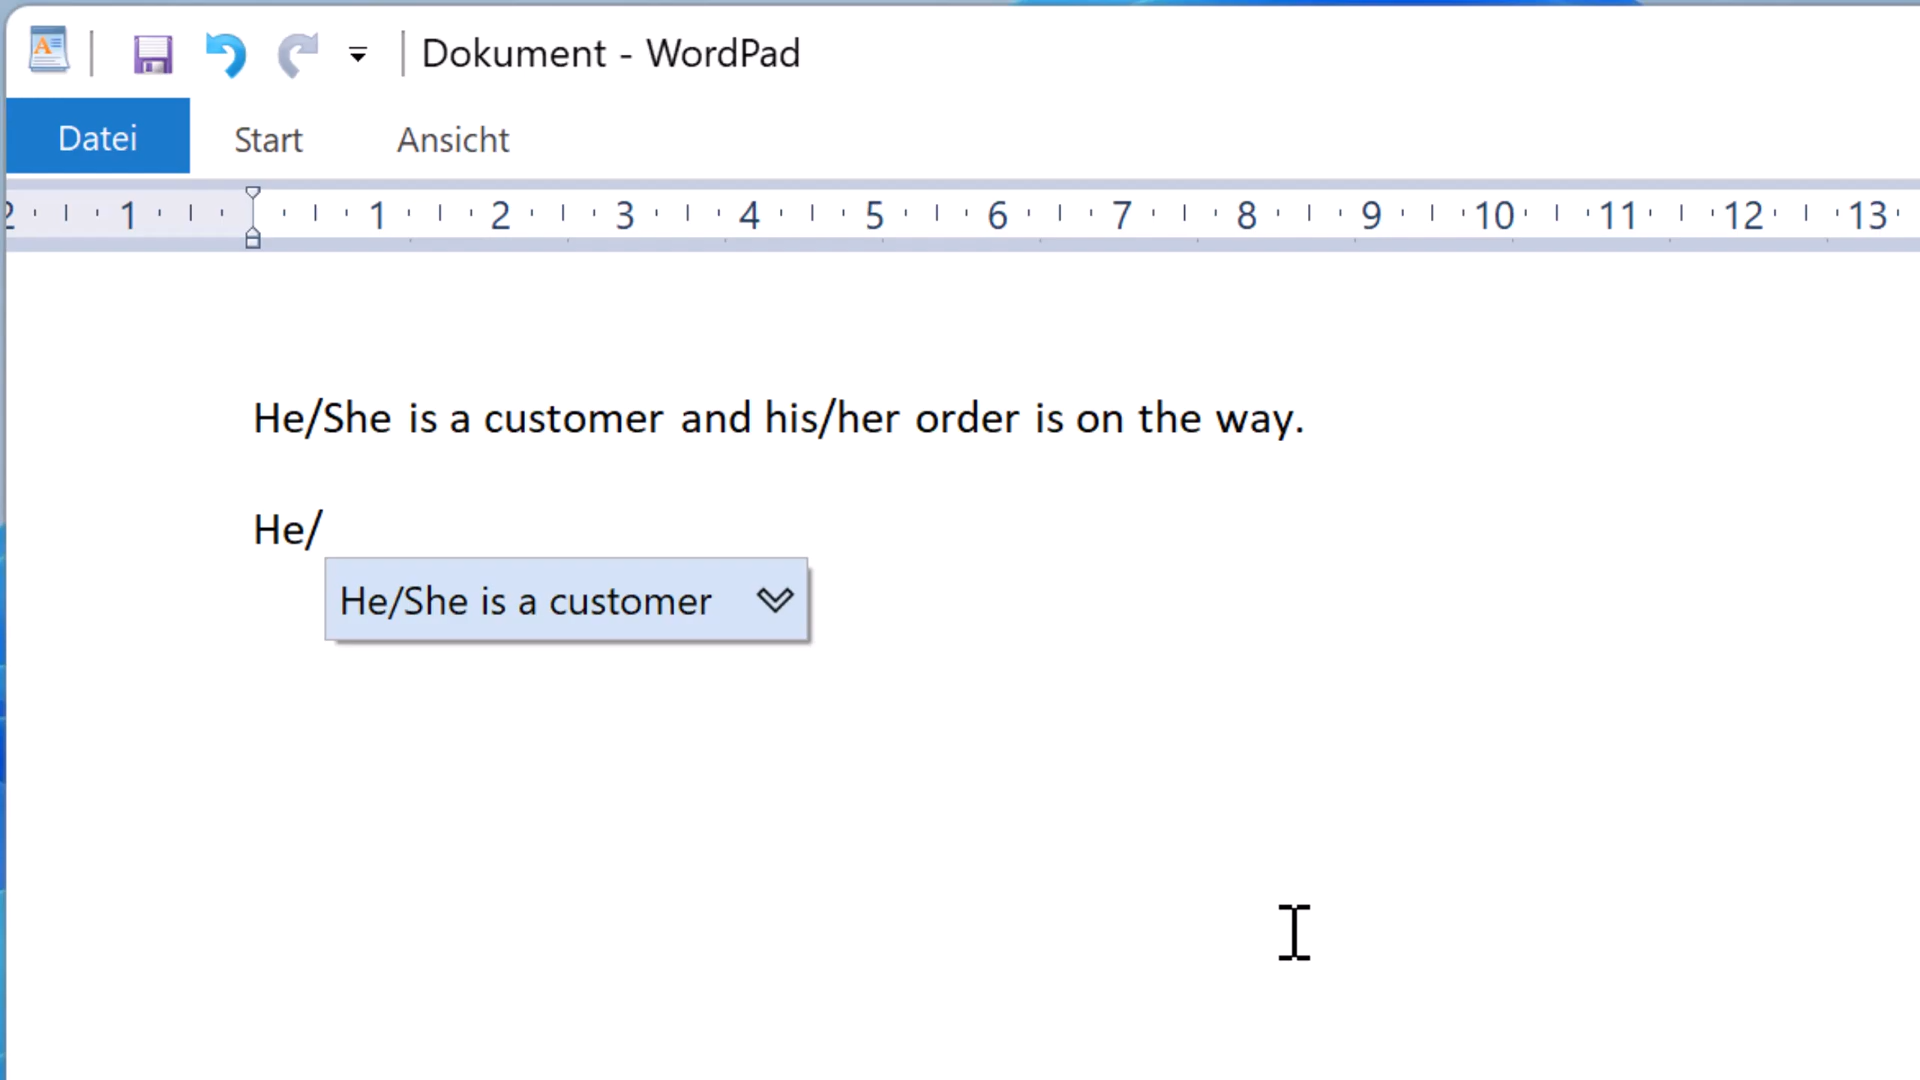 Dokument - WordPad
Datei Start Ansicht
2 1 1 2 3 4 5 6 7 8 9 10 11 12 13
He/She is a customer and his/her order is on the way.
He/
He/She is a customer